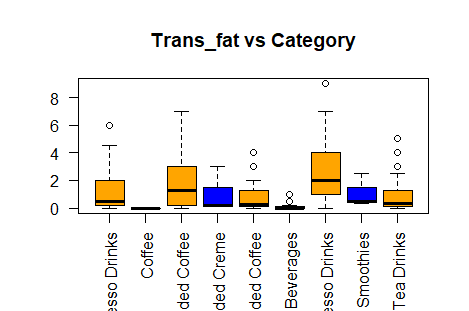 Trans_fat vs Category
8
6
4
2
0
esso Drinks
Coffee
ded Coffee
ded Creme
ded Coffee
Beverages
esso Drinks
Smoothies
Tea Drinks